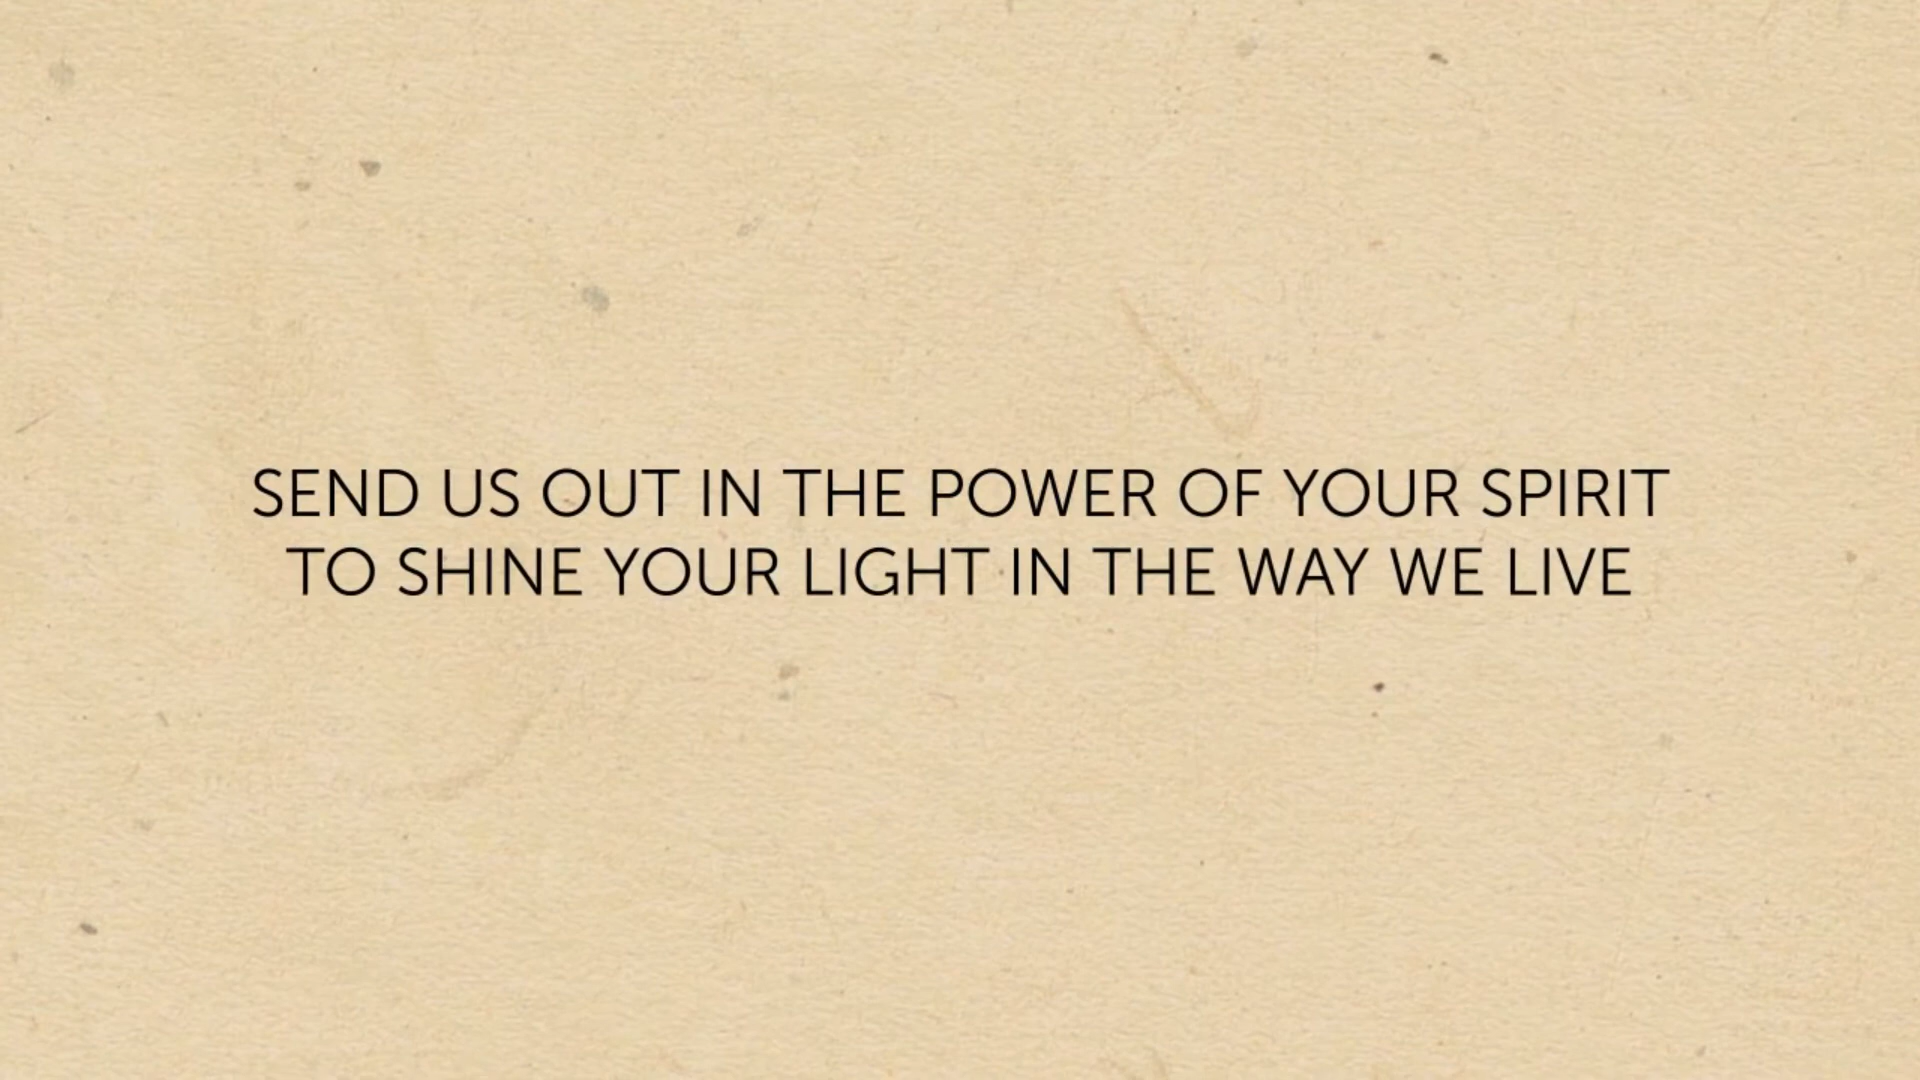 SEND US OUT IN THE POWER OF YOUR SPIRIT
TO SHINE YOUR LIGHT IN THE WAY WE LIVE